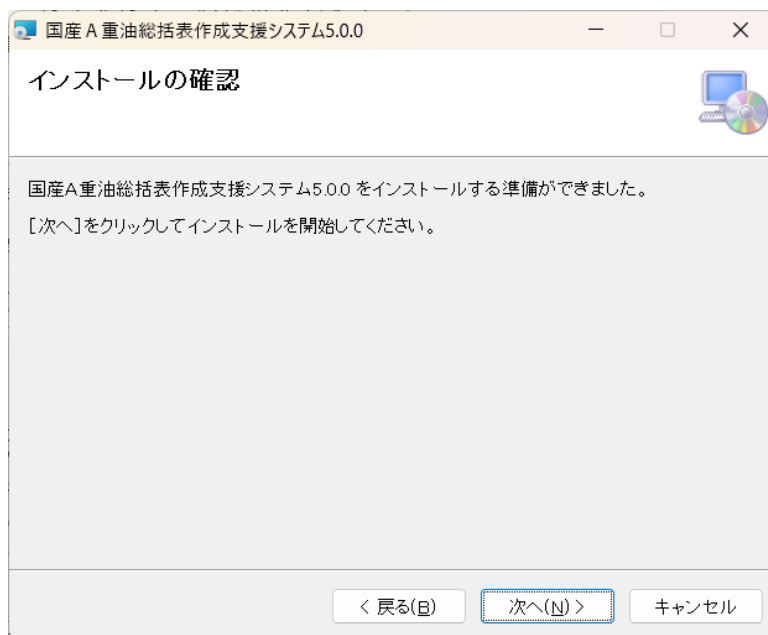 国産Ａ重油総括表作成支援システム5.0.0
インストールの確認
国産A重油総括表作成支援システム5.0.0 をインストールする準備ができました。
[次へ]をクリックしてインストールを開始してください。
< 戻る(B)
次へ(N) >
キャンセル